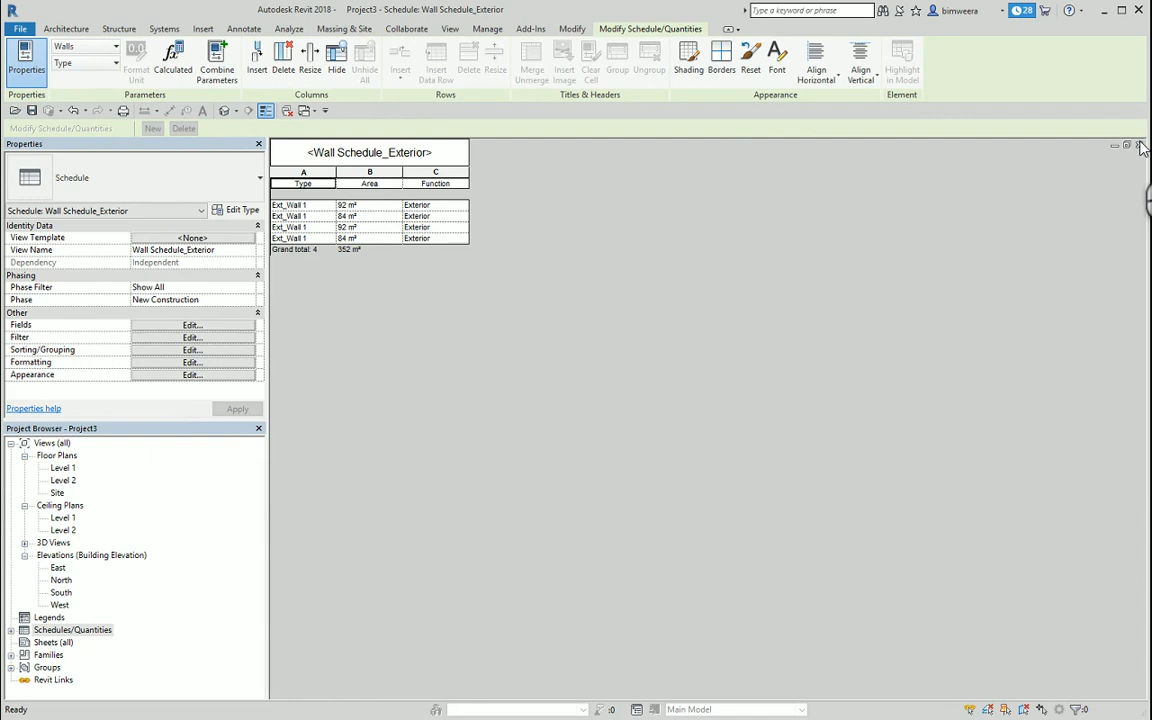 Autodesk Revit 2018 - Project3 - Schedule: Wall Schedule_Exterior
Type a keyword or phrase
bimweera
28
File Architecture Structure Systems Insert Annotate Analyze Massing & Site Collaborate View Manage Add-Ins Modify Modify Schedule/Quantities
Properties
Walls
Type
Format Unit
Calculated
Combine Parameters
Insert
Delete
Resize
Hide
Unhide All
Insert
Insert Data Row
Delete
Resize
Merge Unmerge
Insert Image
Clear Cell
Group
Ungroup
Shading
Borders
Reset
Font
Align Horizontal
Align Vertical
Highlight in Model
Properties Parameters Columns Rows Titles & Headers Appearance Element
Modify Schedule/Quantities New Delete
Properties
Schedule
Schedule: Wall Schedule_Exterior Edit Type
Identity Data
View Template <None>
View Name Wall Schedule_Exterior
Dependency Independent
Phasing
Phase Filter Show All
Phase New Construction
Other
Fields Edit...
Filter Edit...
Sorting/Grouping Edit...
Formatting Edit...
Appearance Edit...
Properties help Apply
Project Browser - Project3
Views (all)
Floor Plans
Level 1
Level 2
Site
Ceiling Plans
Level 1
Level 2
3D Views
Elevations (Building Elevation)
East
North
South
West
Legends
Schedules/Quantities
Sheets (all)
Families
Groups
Revit Links
<Wall Schedule_Exterior>
A B C
Type Area Function
Ext_Wall 1 92 m² Exterior
Ext_Wall 1 84 m² Exterior
Ext_Wall 1 92 m² Exterior
Ext_Wall 1 84 m² Exterior
Grand total: 4 352 m²
Ready
:0
Main Model
:0